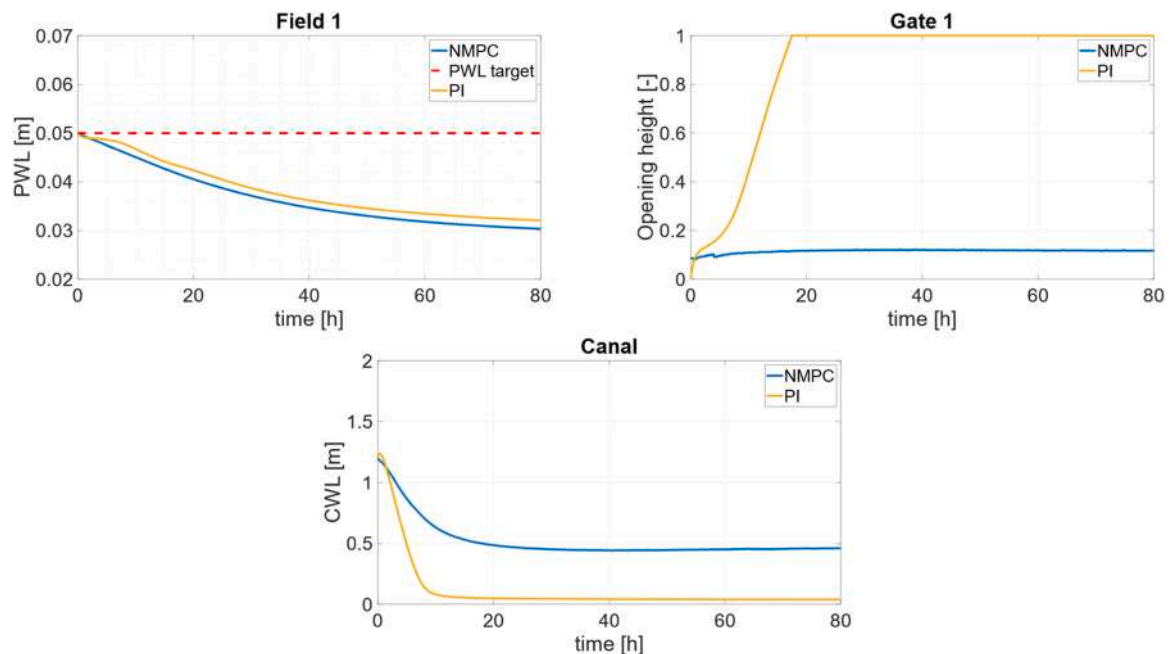 Field 1
0.07
0.06
0.05
0.04
0.03
0.02
PWL [m]
0
20
40
60
80
time [h]
NMPC
PWL target
PI
Gate 1
1
0.8
0.6
0.4
0.2
0
Opening height [-]
0
20
40
60
80
time [h]
NMPC
PI
Canal
2
1.5
1
0.5
0
CWL [m]
0
20
40
60
80
time [h]
NMPC
PI